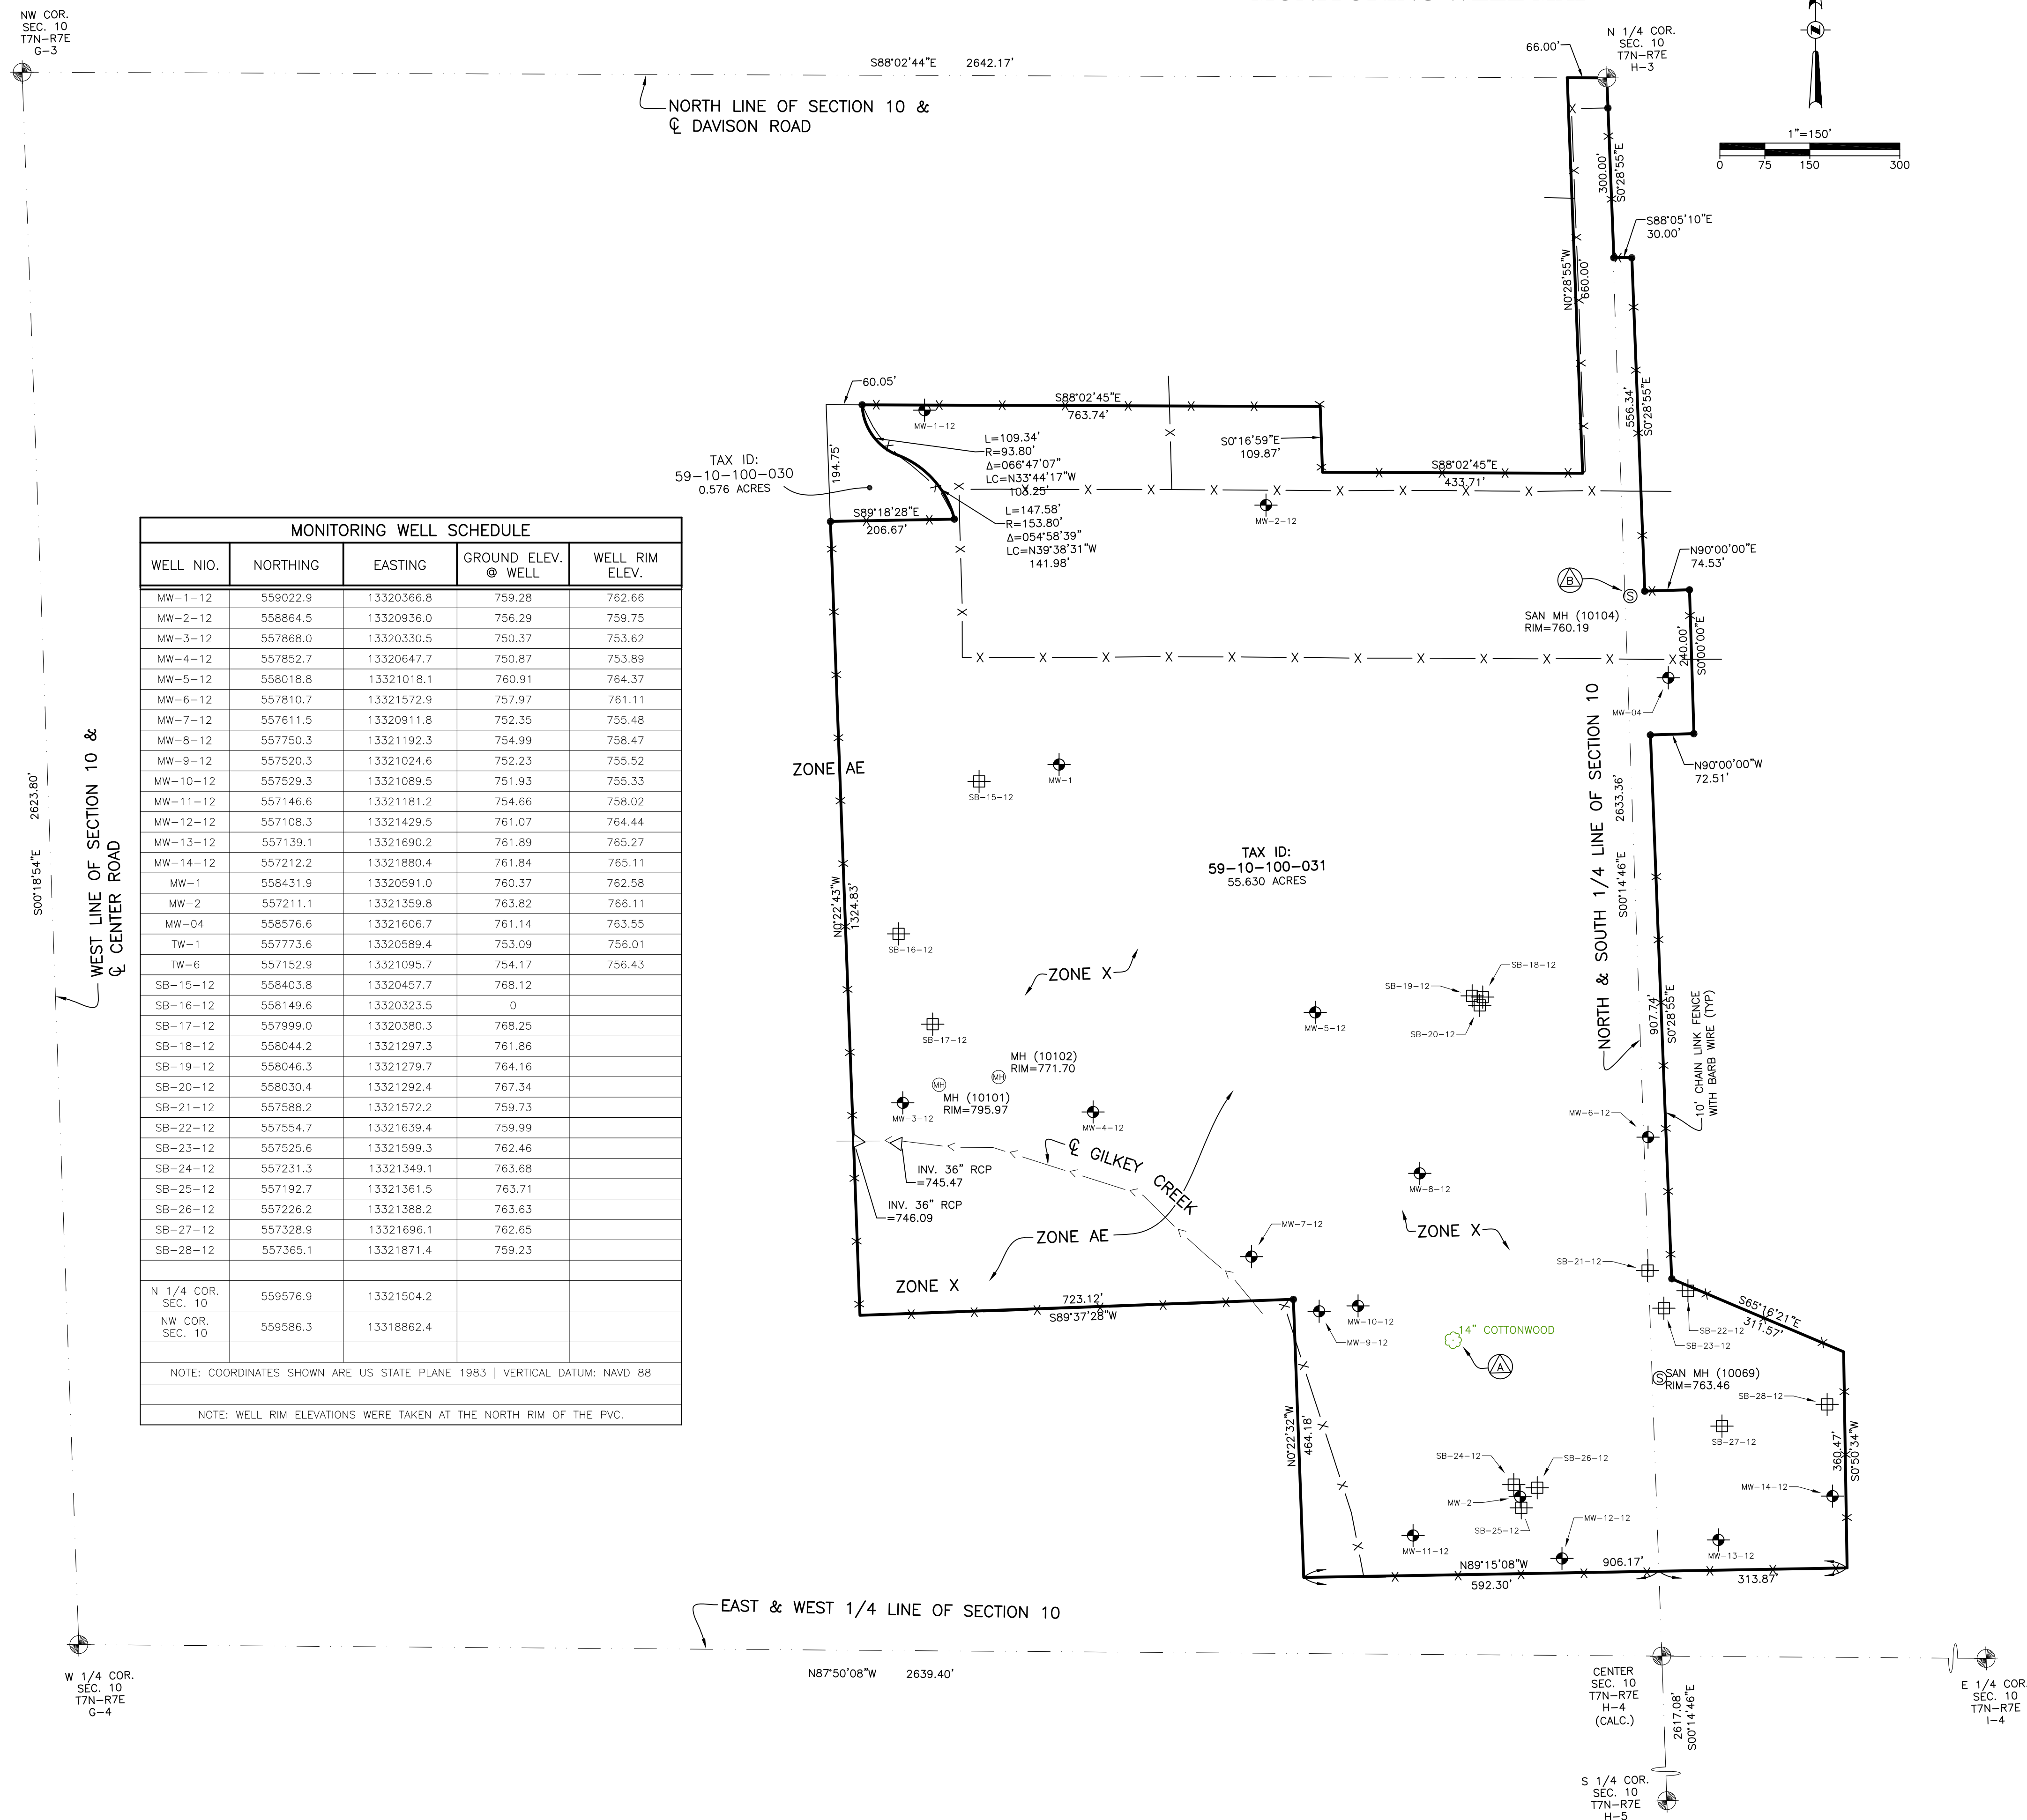 NW COR.
SEC. 10
T7N-R7E
G-3
S88°02'44"E 2642.17'
NORTH LINE OF SECTION 10 &
℄ DAVISON ROAD
66.00'
N 1/4 COR.
SEC. 10
T7N-R7E
H-3
1"=150'
0 75 150 300
300.00'
S0°28'55"E
S88°05'10"E
30.00'
N0°28'55"W
660.00'
556.34'
S0°28'55"E
60.05'
S88°02'45"E
763.74'
MW-1-12
S0°16'59"E
109.87'
S88°02'45"E
433.71'
L=109.34'
R=93.80'
Δ=066°47'07"
LC=N33°44'17"W
103.25'
194.75'
TAX ID:
59-10-100-030
0.576 ACRES
S89°18'28"E
206.67'
L=147.58'
R=153.80'
Δ=054°58'39"
LC=N39°38'31"W
141.98'
MW-2-12
N90°00'00"E
74.53'
B
S
SAN MH (10104)
RIM=760.19
240.00'
S0°00'00"E
MW-04
N90°00'00"W
72.51'
MONITORING WELL SCHEDULE
WELL NIO. NORTHING EASTING GROUND ELEV. @ WELL WELL RIM ELEV.
MW-1-12 559022.9 13320366.8 759.28 762.66
MW-2-12 558864.5 13320936.0 756.29 759.75
MW-3-12 557868.0 13320330.5 750.37 753.62
MW-4-12 557852.7 13320647.7 750.87 753.89
MW-5-12 558018.8 13321018.1 760.91 764.37
MW-6-12 557810.7 13321572.9 757.97 761.11
MW-7-12 557611.5 13320911.8 752.35 755.48
MW-8-12 557750.3 13321192.3 754.99 758.47
MW-9-12 557520.3 13321024.6 752.23 755.52
MW-10-12 557529.3 13321089.5 751.93 755.33
MW-11-12 557146.6 13321181.2 754.66 758.02
MW-12-12 557108.3 13321429.5 761.07 764.44
MW-13-12 557139.1 13321690.2 761.89 765.27
MW-14-12 557212.2 13321880.4 761.84 765.11
MW-1 558431.9 13320591.0 760.37 762.58
MW-2 557211.1 13321359.8 763.82 766.11
MW-04 558576.6 13321606.7 761.14 763.55
TW-1 557773.6 13320589.4 753.09 756.01
TW-6 557152.9 13321095.7 754.17 756.43
SB-15-12 558403.8 13320457.7 768.12
SB-16-12 558149.6 13320323.5 0
SB-17-12 557999.0 13320380.3 768.25
SB-18-12 558044.2 13321297.3 761.86
SB-19-12 558046.3 13321279.7 764.16
SB-20-12 558030.4 13321292.4 767.34
SB-21-12 557588.2 13321572.2 759.73
SB-22-12 557554.7 13321639.4 759.99
SB-23-12 557525.6 13321599.3 762.46
SB-24-12 557231.3 13321349.1 763.68
SB-25-12 557192.7 13321361.5 763.71
SB-26-12 557226.2 13321388.2 763.63
SB-27-12 557328.9 13321696.1 762.65
SB-28-12 557365.1 13321871.4 759.23
N 1/4 COR. SEC. 10 559576.9 13321504.2
NW COR. SEC. 10 559586.3 13318862.4
NOTE: COORDINATES SHOWN ARE US STATE PLANE 1983 | VERTICAL DATUM: NAVD 88
NOTE: WELL RIM ELEVATIONS WERE TAKEN AT THE NORTH RIM OF THE PVC.
S00°18'54"E 2623.80'
WEST LINE OF SECTION 10 &
℄ CENTER ROAD
ZONE AE
SB-15-12
MW-1
TAX ID:
59-10-100-031
55.630 ACRES
N0°22'43"W
1324.83'
SB-16-12
ZONE X
SB-17-12
SB-18-12
SB-19-12
SB-20-12
MW-5-12
NORTH & SOUTH 1/4 LINE OF SECTION 10
S00°14'46"E 2633.36'
907.74'
S0°28'55"E
10' CHAIN LINK FENCE
WITH BARB WIRE (TYP)
MH
MH (10102)
RIM=771.70
MH
MH (10101)
RIM=795.97
MW-3-12
MW-4-12
MW-6-12
℄ GILKEY CREEK
INV. 36" RCP
=745.47
INV. 36" RCP
=746.09
MW-8-12
ZONE AE
MW-7-12
ZONE X
ZONE X
SB-21-12
723.12'
S89°37'28"W
MW-10-12
MW-9-12
14" COTTONWOOD
A
S65°16'21"E
311.57'
SB-22-12
SB-23-12
S
SAN MH (10069)
RIM=763.46
SB-28-12
SB-27-12
N0°22'32"W
464.18'
360.47'
S0°50'34"W
SB-24-12
SB-26-12
MW-2
SB-25-12
MW-14-12
MW-11-12
MW-12-12
MW-13-12
N89°15'08"W 906.17'
592.30'
313.87'
EAST & WEST 1/4 LINE OF SECTION 10
N87°50'08"W 2639.40'
W 1/4 COR.
SEC. 10
T7N-R7E
G-4
CENTER
SEC. 10
T7N-R7E
H-4
(CALC.)
E 1/4 COR.
SEC. 10
T7N-R7E
I-4
2617.08'
S00°14'46"E
S 1/4 COR.
SEC. 10
T7N-R7E
H-5